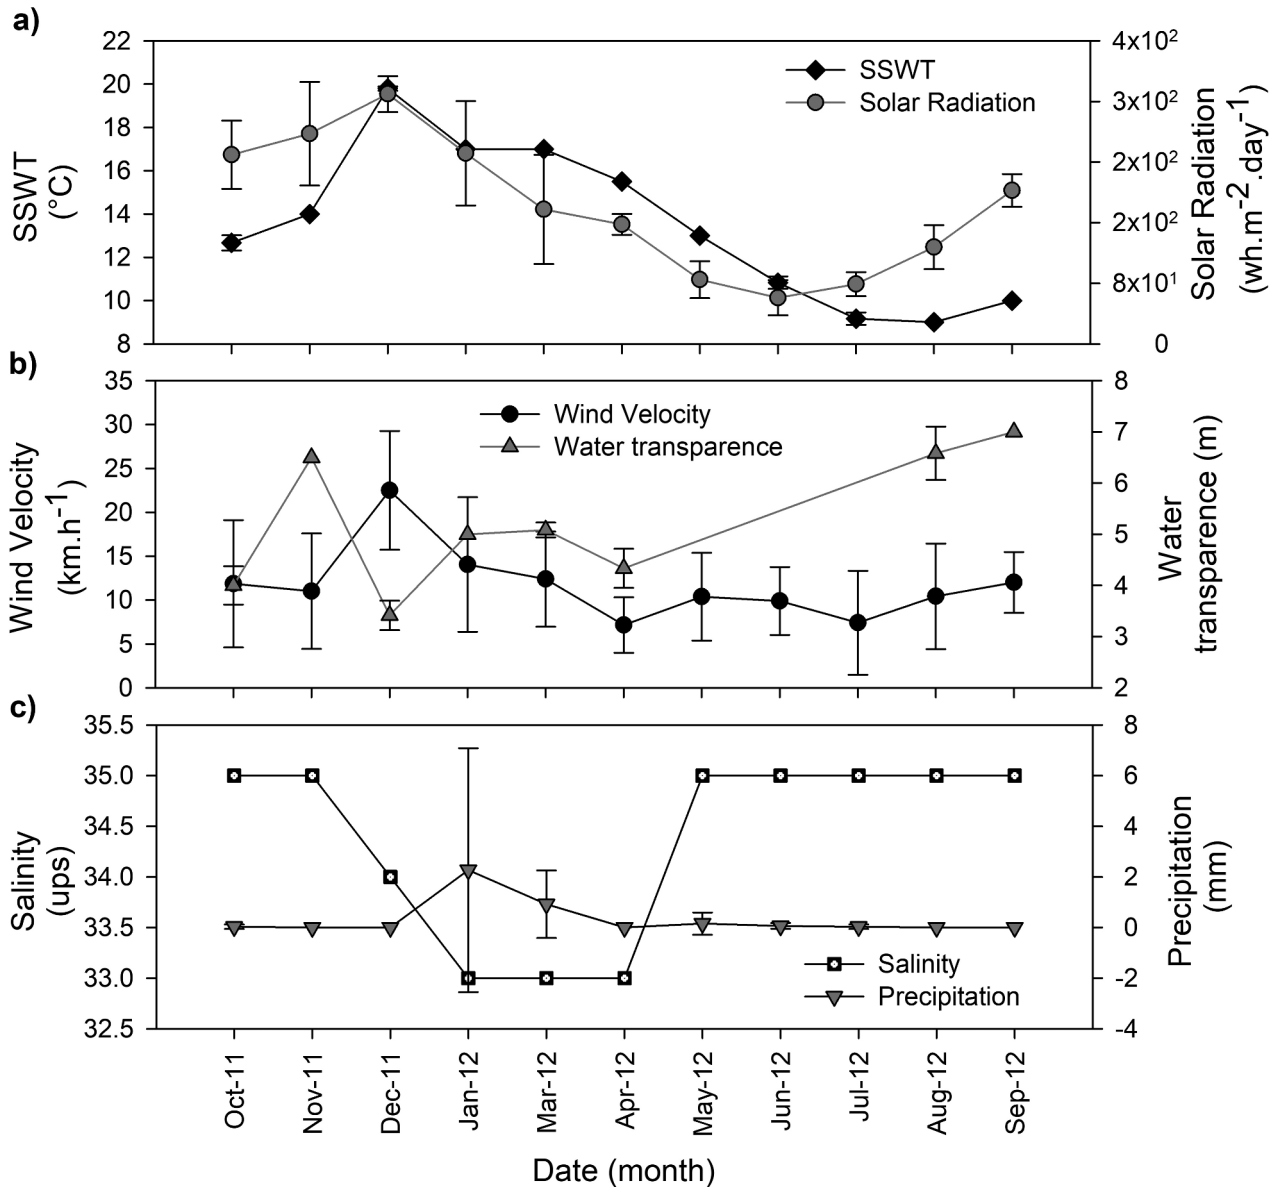 a)
22
20
18
16
14
12
10
8
SSWT
(°C)
SSWT
Solar Radiation
4x10²
3x10²
2x10²
2x10²
8x10¹
0
Solar Radiation
(wh.m⁻².day⁻¹)
b)
35
30
25
20
15
10
5
0
Wind Velocity
(km.h⁻¹)
Wind Velocity
Water transparence
8
7
6
5
4
3
2
Water
transparence (m)
c)
35.5
35.0
34.5
34.0
33.5
33.0
32.5
Salinity
(ups)
Salinity
Precipitation
8
6
4
2
0
-2
-4
Precipitation
(mm)
Oct-11
Nov-11
Dec-11
Jan-12
Mar-12
Apr-12
May-12
Jun-12
Jul-12
Aug-12
Sep-12
Date (month)